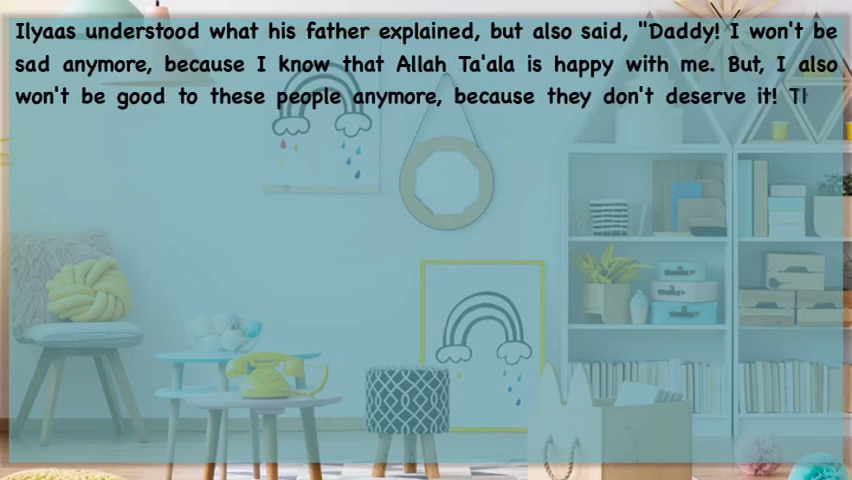 Ilyaas understood what his father explained, but also said, "Daddy! I won't be
sad anymore, because I know that Allah Ta'ala is happy with me. But, I also
won't be good to these people anymore, because they don't deserve it!